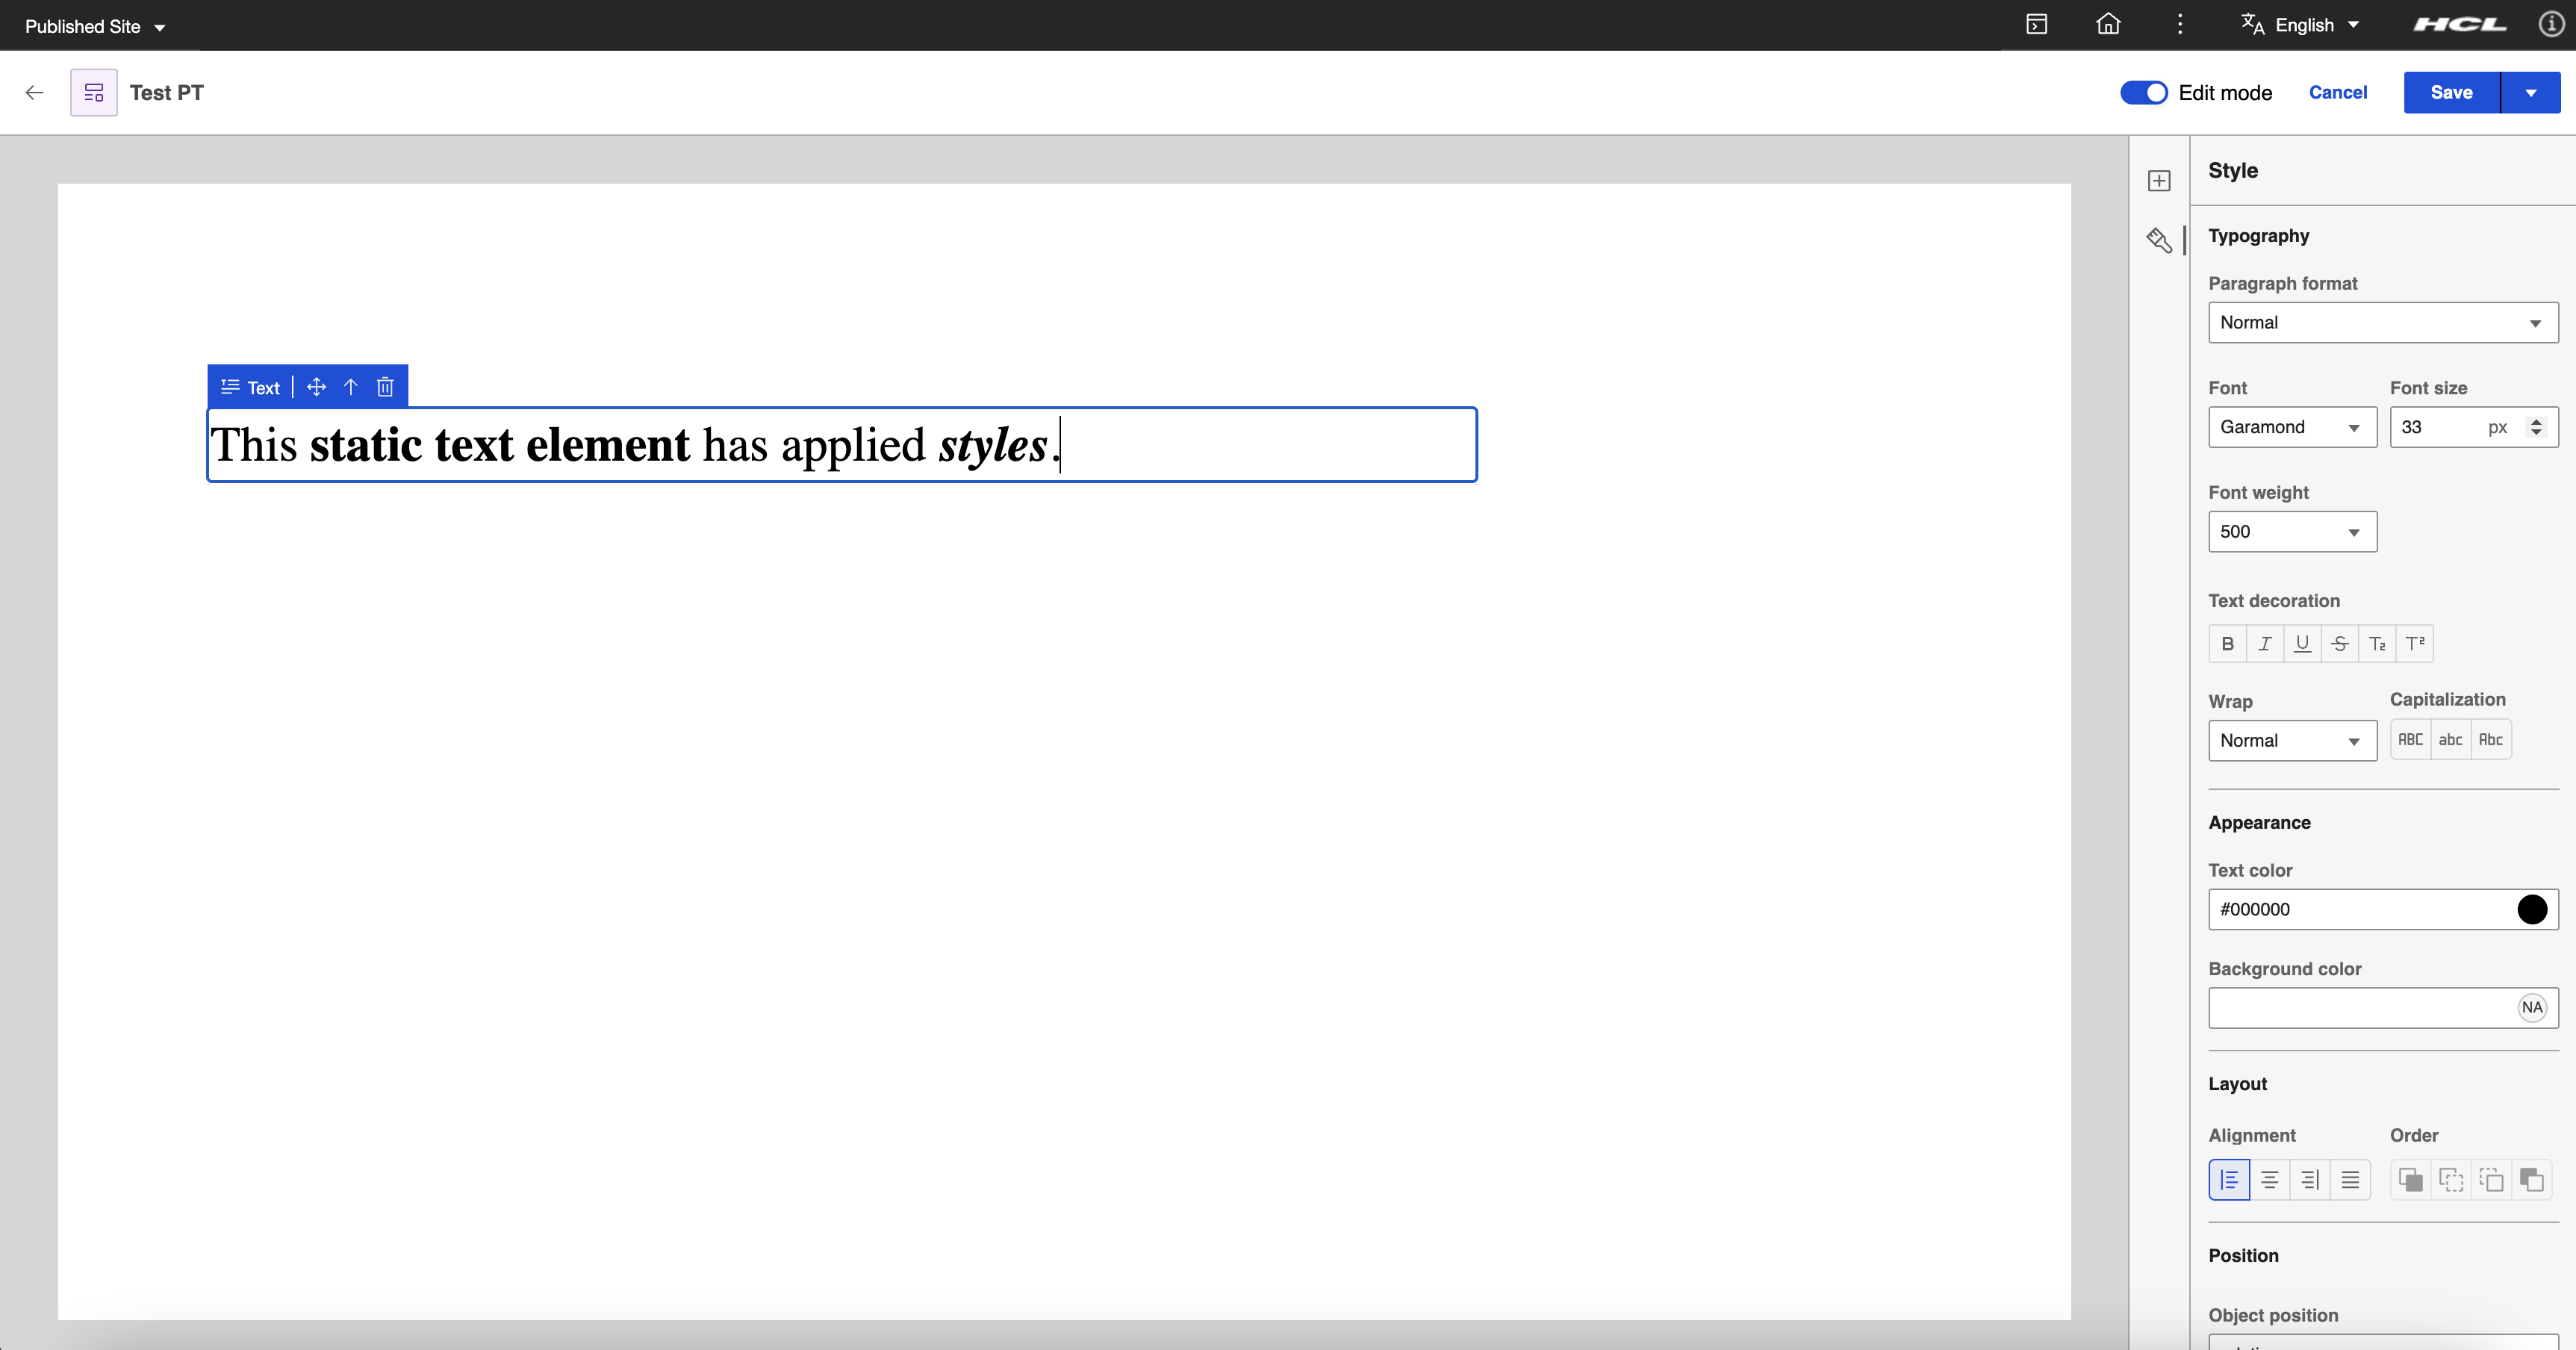 Published Site
English
HCL
Test PT
Edit mode
Cancel
Save
Style
Typography
Paragraph format
Normal
Font
Font size
Garamond
33
px
Font weight
500
Text decoration
B I U S T₂ T²
Wrap
Capitalization
Normal
ABC abc Abc
Appearance
Text color
#000000
Background color
NA
Layout
Alignment
Order
Position
Object position
Text
This static text element has applied styles.